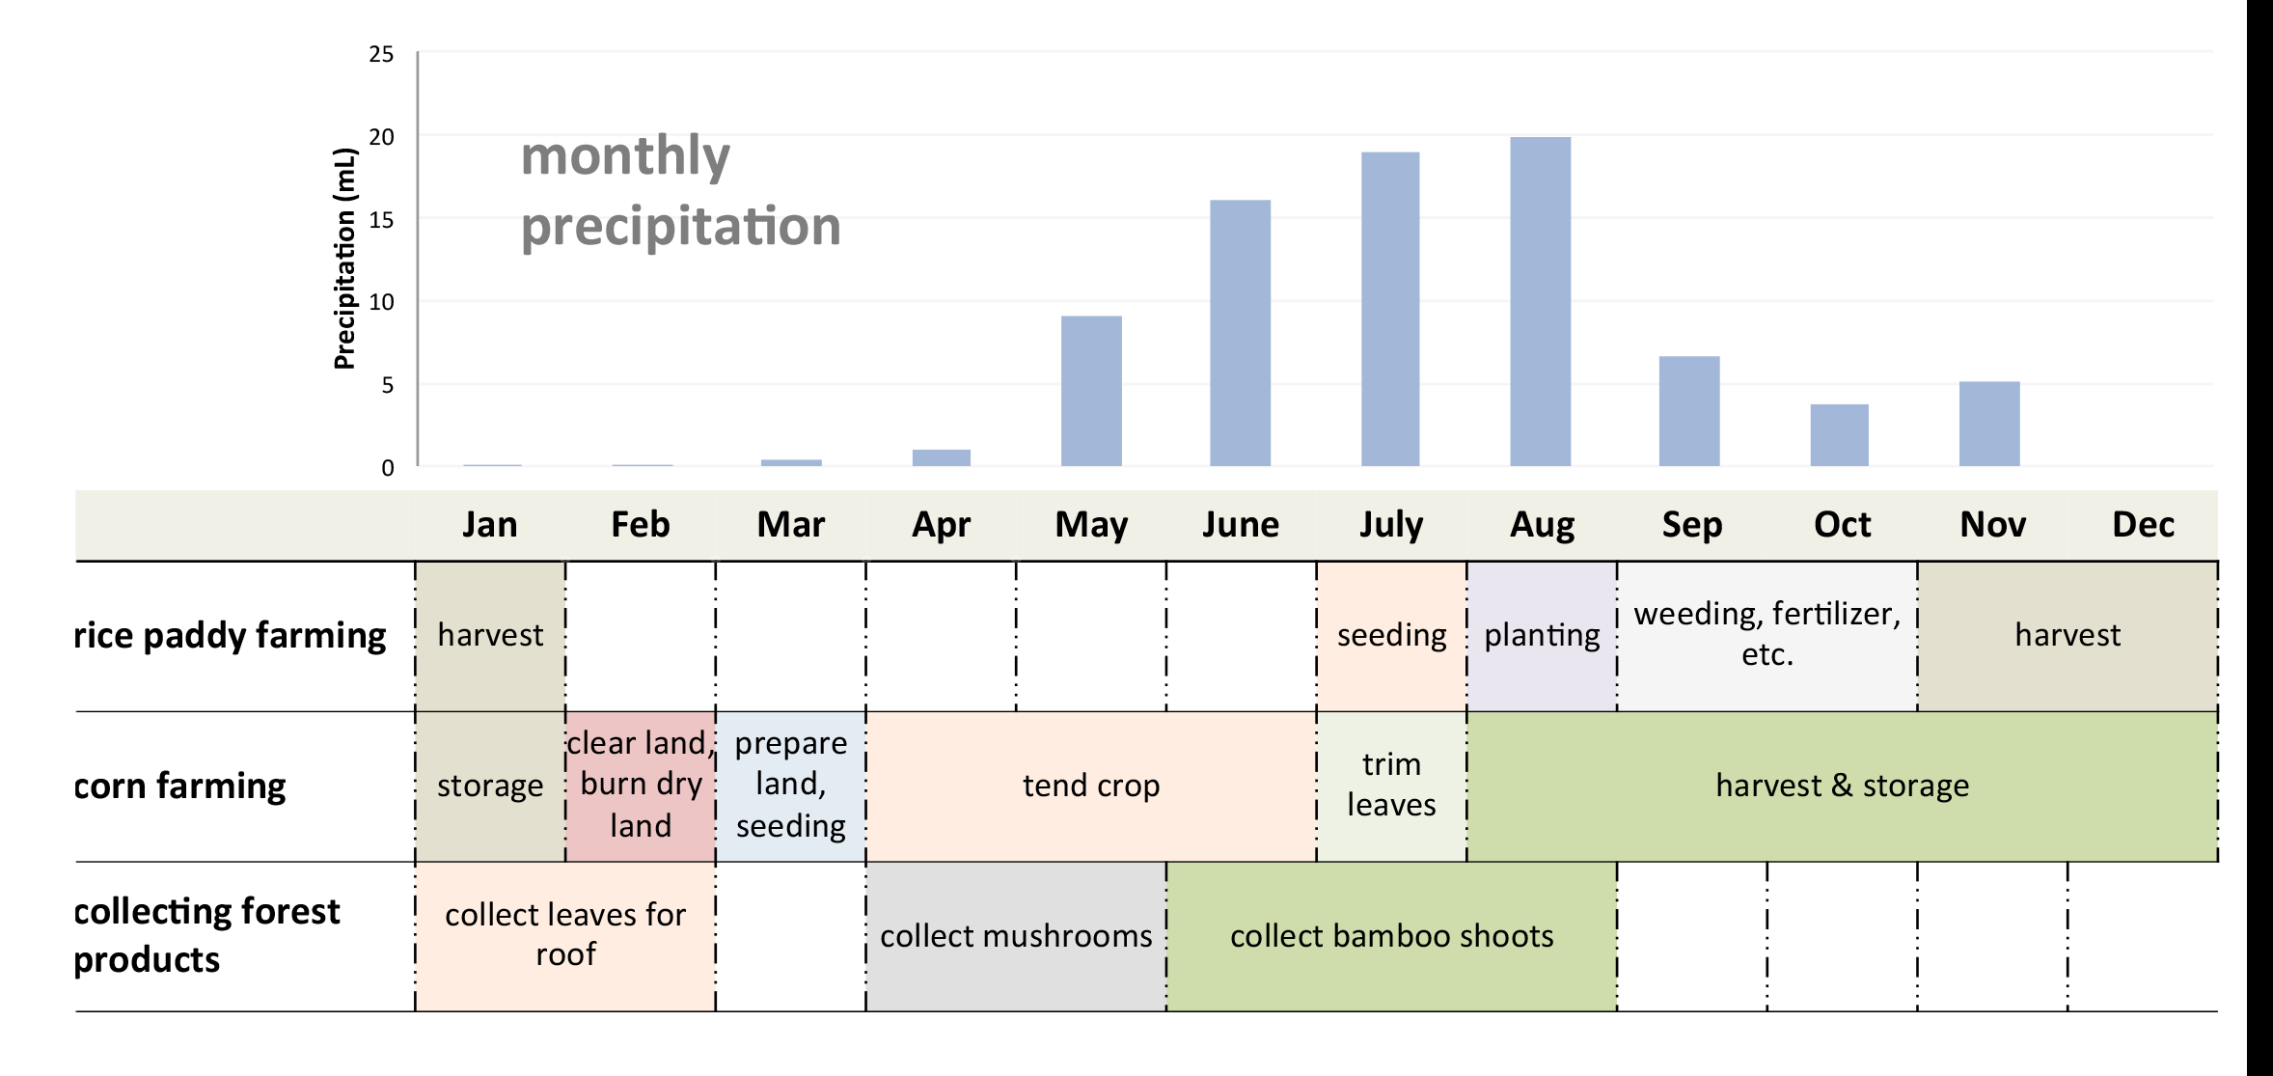 25
20
15
10
5
0
Precipitation (mL)
monthly
precipitation
Jan Feb Mar Apr May June July Aug Sep Oct Nov Dec
rice paddy farming
harvest
seeding
planting
weeding, fertilizer,
etc.
harvest
corn farming
storage
clear land,
burn dry
land
prepare
land,
seeding
tend crop
trim
leaves
harvest & storage
collecting forest
products
collect leaves for
roof
collect mushrooms
collect bamboo shoots